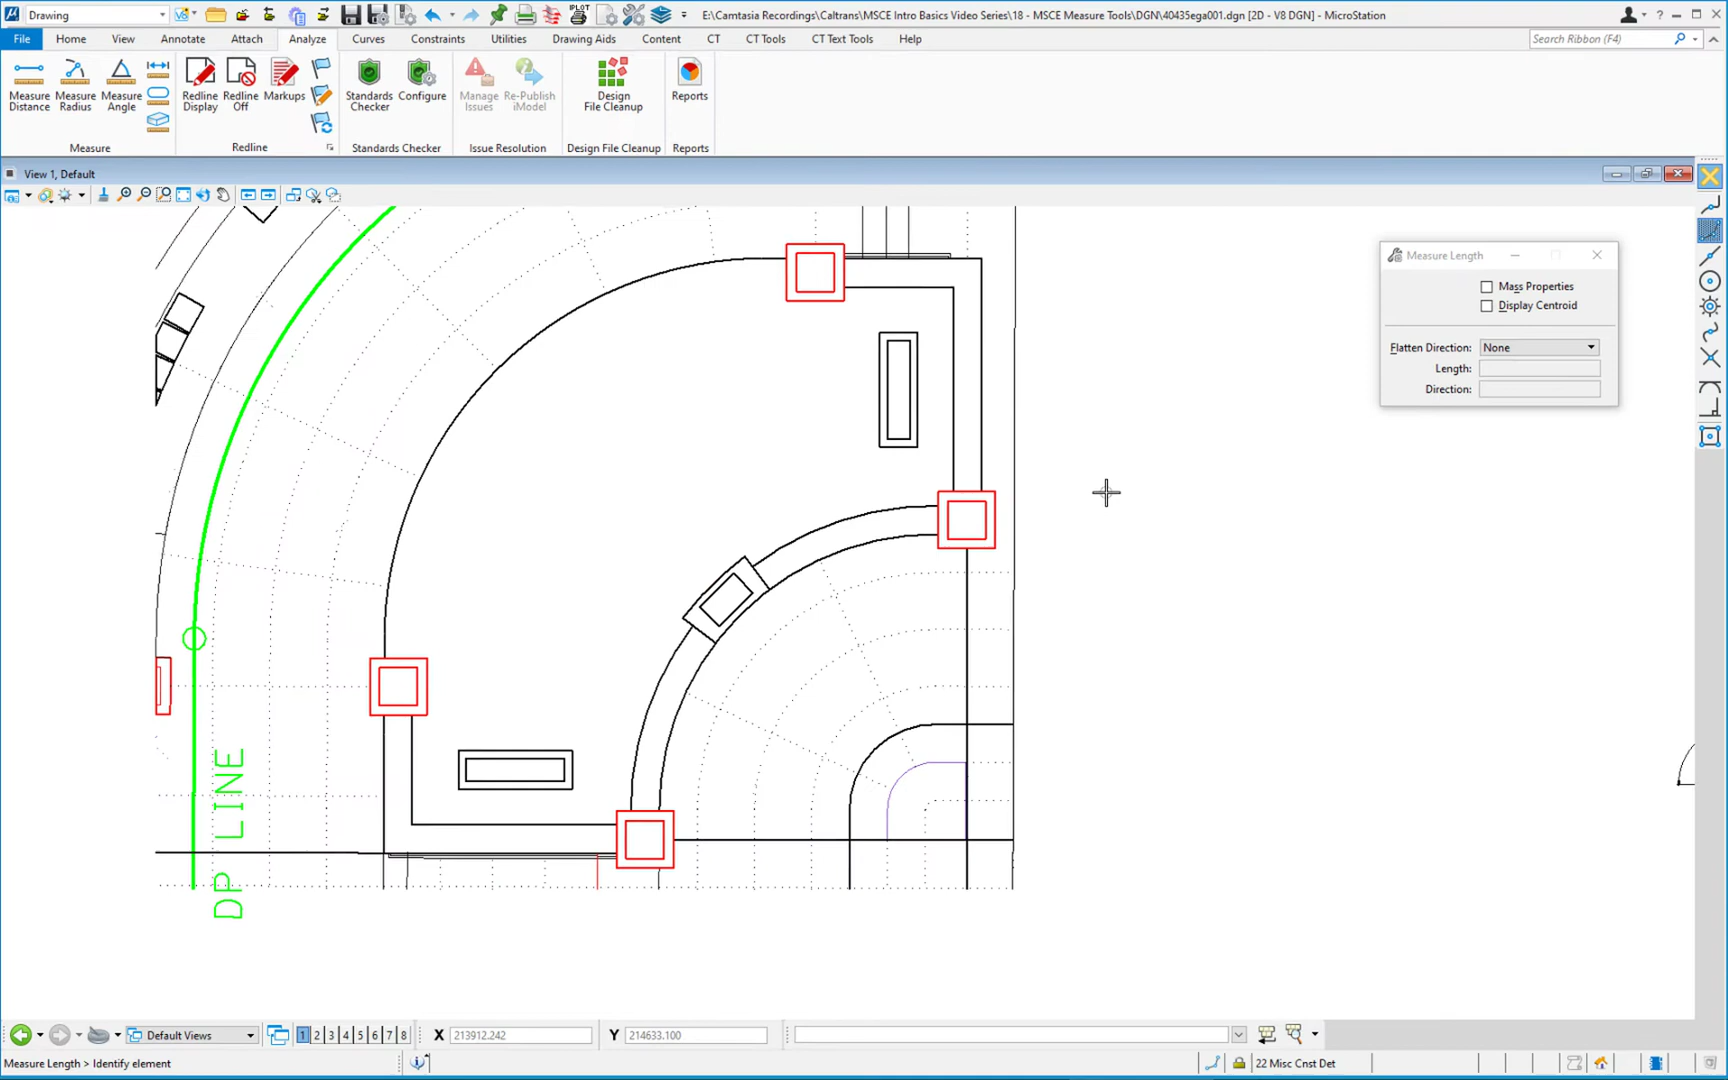 Drawing
E:\Camtasia Recordings\Caltrans\MSCE Intro Basics Video Series\18 - MSCE Measure Tools\DGN\40435ega001.dgn [2D - V8 DGN] - MicroStation
File Home View Annotate Attach Analyze Curves Constraints Utilities Drawing Aids Content CT CT Tools CT Text Tools Help
Search Ribbon (F4)
Measure Distance
Measure Radius
Measure Angle
Redline Display
Redline Off
Markups
Standards Checker
Configure
Manage Issues
Re-Publish iModel
Design File Cleanup
Reports
Measure Redline Standards Checker Issue Resolution Design File Cleanup Reports
View 1, Default
Measure Length
Mass Properties
Display Centroid
Flatten Direction: None
Length:
Direction:
DP LINE
Default Views 1 2 3 4 5 6 7 8 X 213912.242 Y 214633.100
Measure Length > Identify element
22 Misc Cnst Det